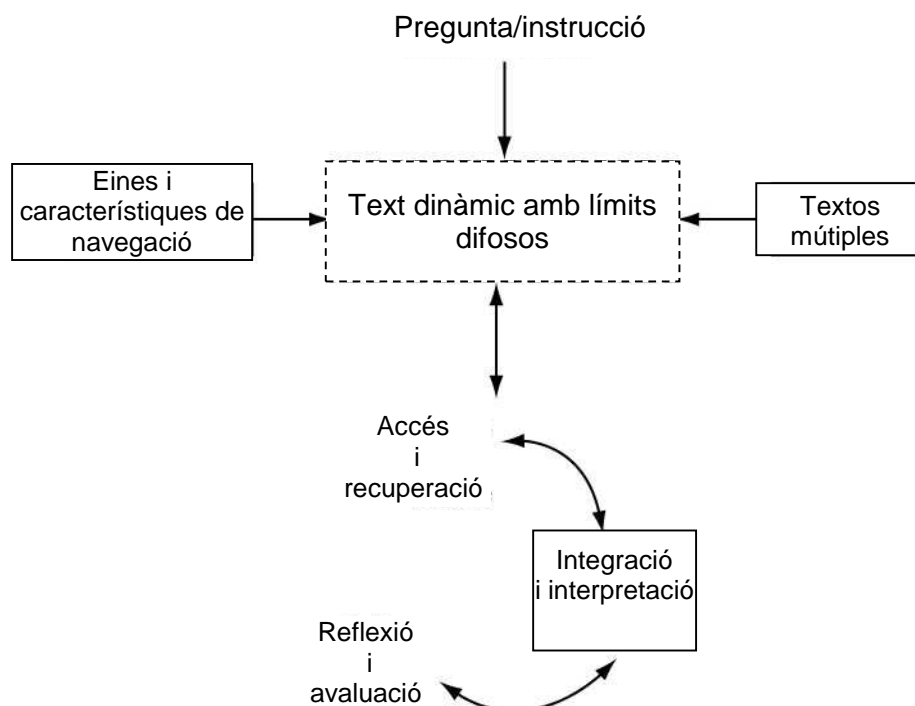 Pregunta/instrucció
Eines i
característiques de
navegació
Text dinàmic amb límits
difosos
Textos
mútiples
Accés
i
recuperació
Integració
i interpretació
Reflexió
i
avaluació